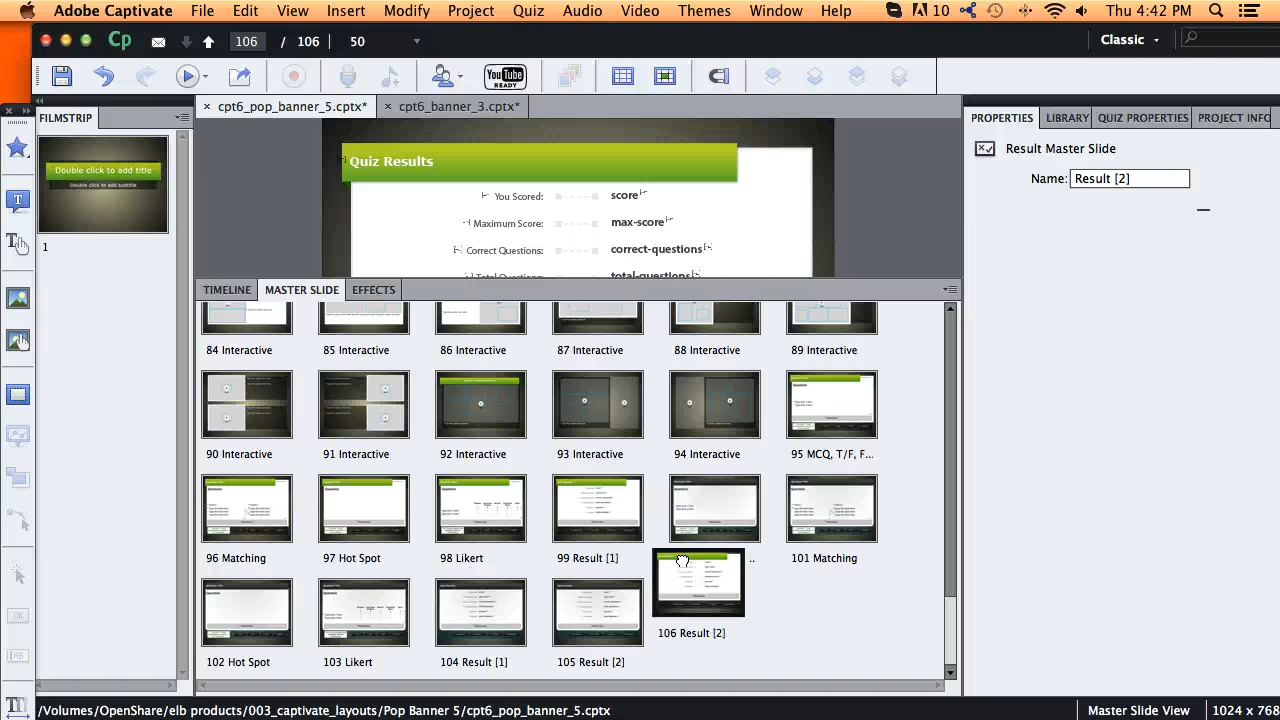 Adobe Captivate File Edit View Insert Modify Project Quiz Audio Video Themes Window Help 10 Thu 4:42 PM
Cp 106 / 106 50 Classic
YouTube READY
× cpt6_pop_banner_5.cptx* × cpt6_banner_3.cptx*
FILMSTRIP
PROPERTIES LIBRARY QUIZ PROPERTIES PROJECT INFO
Result Master Slide
Name: Result [2]
Double click to add title
Double click to add subtitle
1
Quiz Results
You Scored: score
Maximum Score: max-score
Correct Questions: correct-questions
Total Questions: total-questions
TIMELINE MASTER SLIDE EFFECTS
84 Interactive 85 Interactive 86 Interactive 87 Interactive 88 Interactive 89 Interactive
90 Interactive 91 Interactive 92 Interactive 93 Interactive 94 Interactive 95 MCQ, T/F, F...
96 Matching 97 Hot Spot 98 Likert 99 Result [1] .. 101 Matching
106 Result [2]
102 Hot Spot 103 Likert 104 Result [1] 105 Result [2]
/Volumes/OpenShare/elb products/003_captivate_layouts/Pop Banner 5/cpt6_pop_banner_5.cptx Master Slide View 1024 x 768